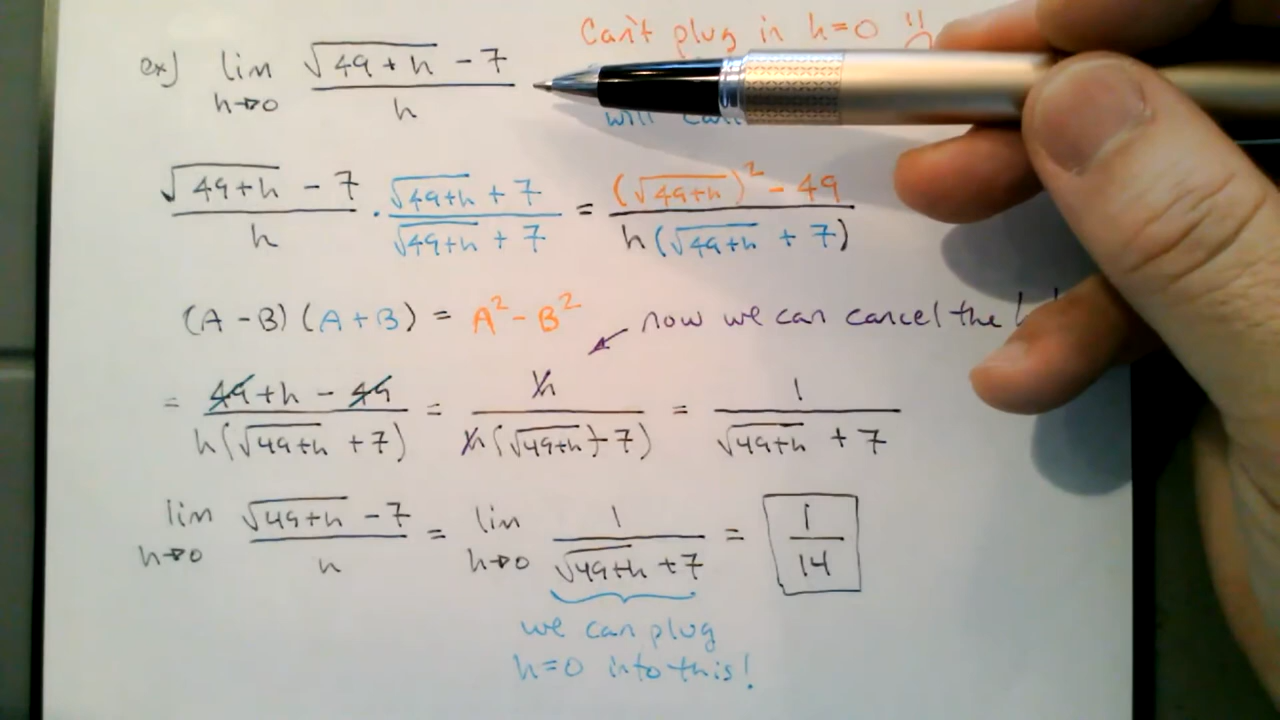 ex) lim h→0 (√(49+h) - 7)/h
Can't plug in h=0
will
(√(49+h) - 7)/h · (√(49+h) + 7)/(√(49+h) + 7) = ((√(49+h))² - 49)/(h(√(49+h) + 7))
(A-B)(A+B) = A² - B²
now we can cancel the
= (49+h - 49)/(h(√(49+h) + 7)) = h/(h(√(49+h) + 7)) = 1/(√(49+h) + 7)
lim h→0 (√(49+h) - 7)/h = lim h→0 1/(√(49+h) + 7) = 1/14
we can plug
h=0 into this!